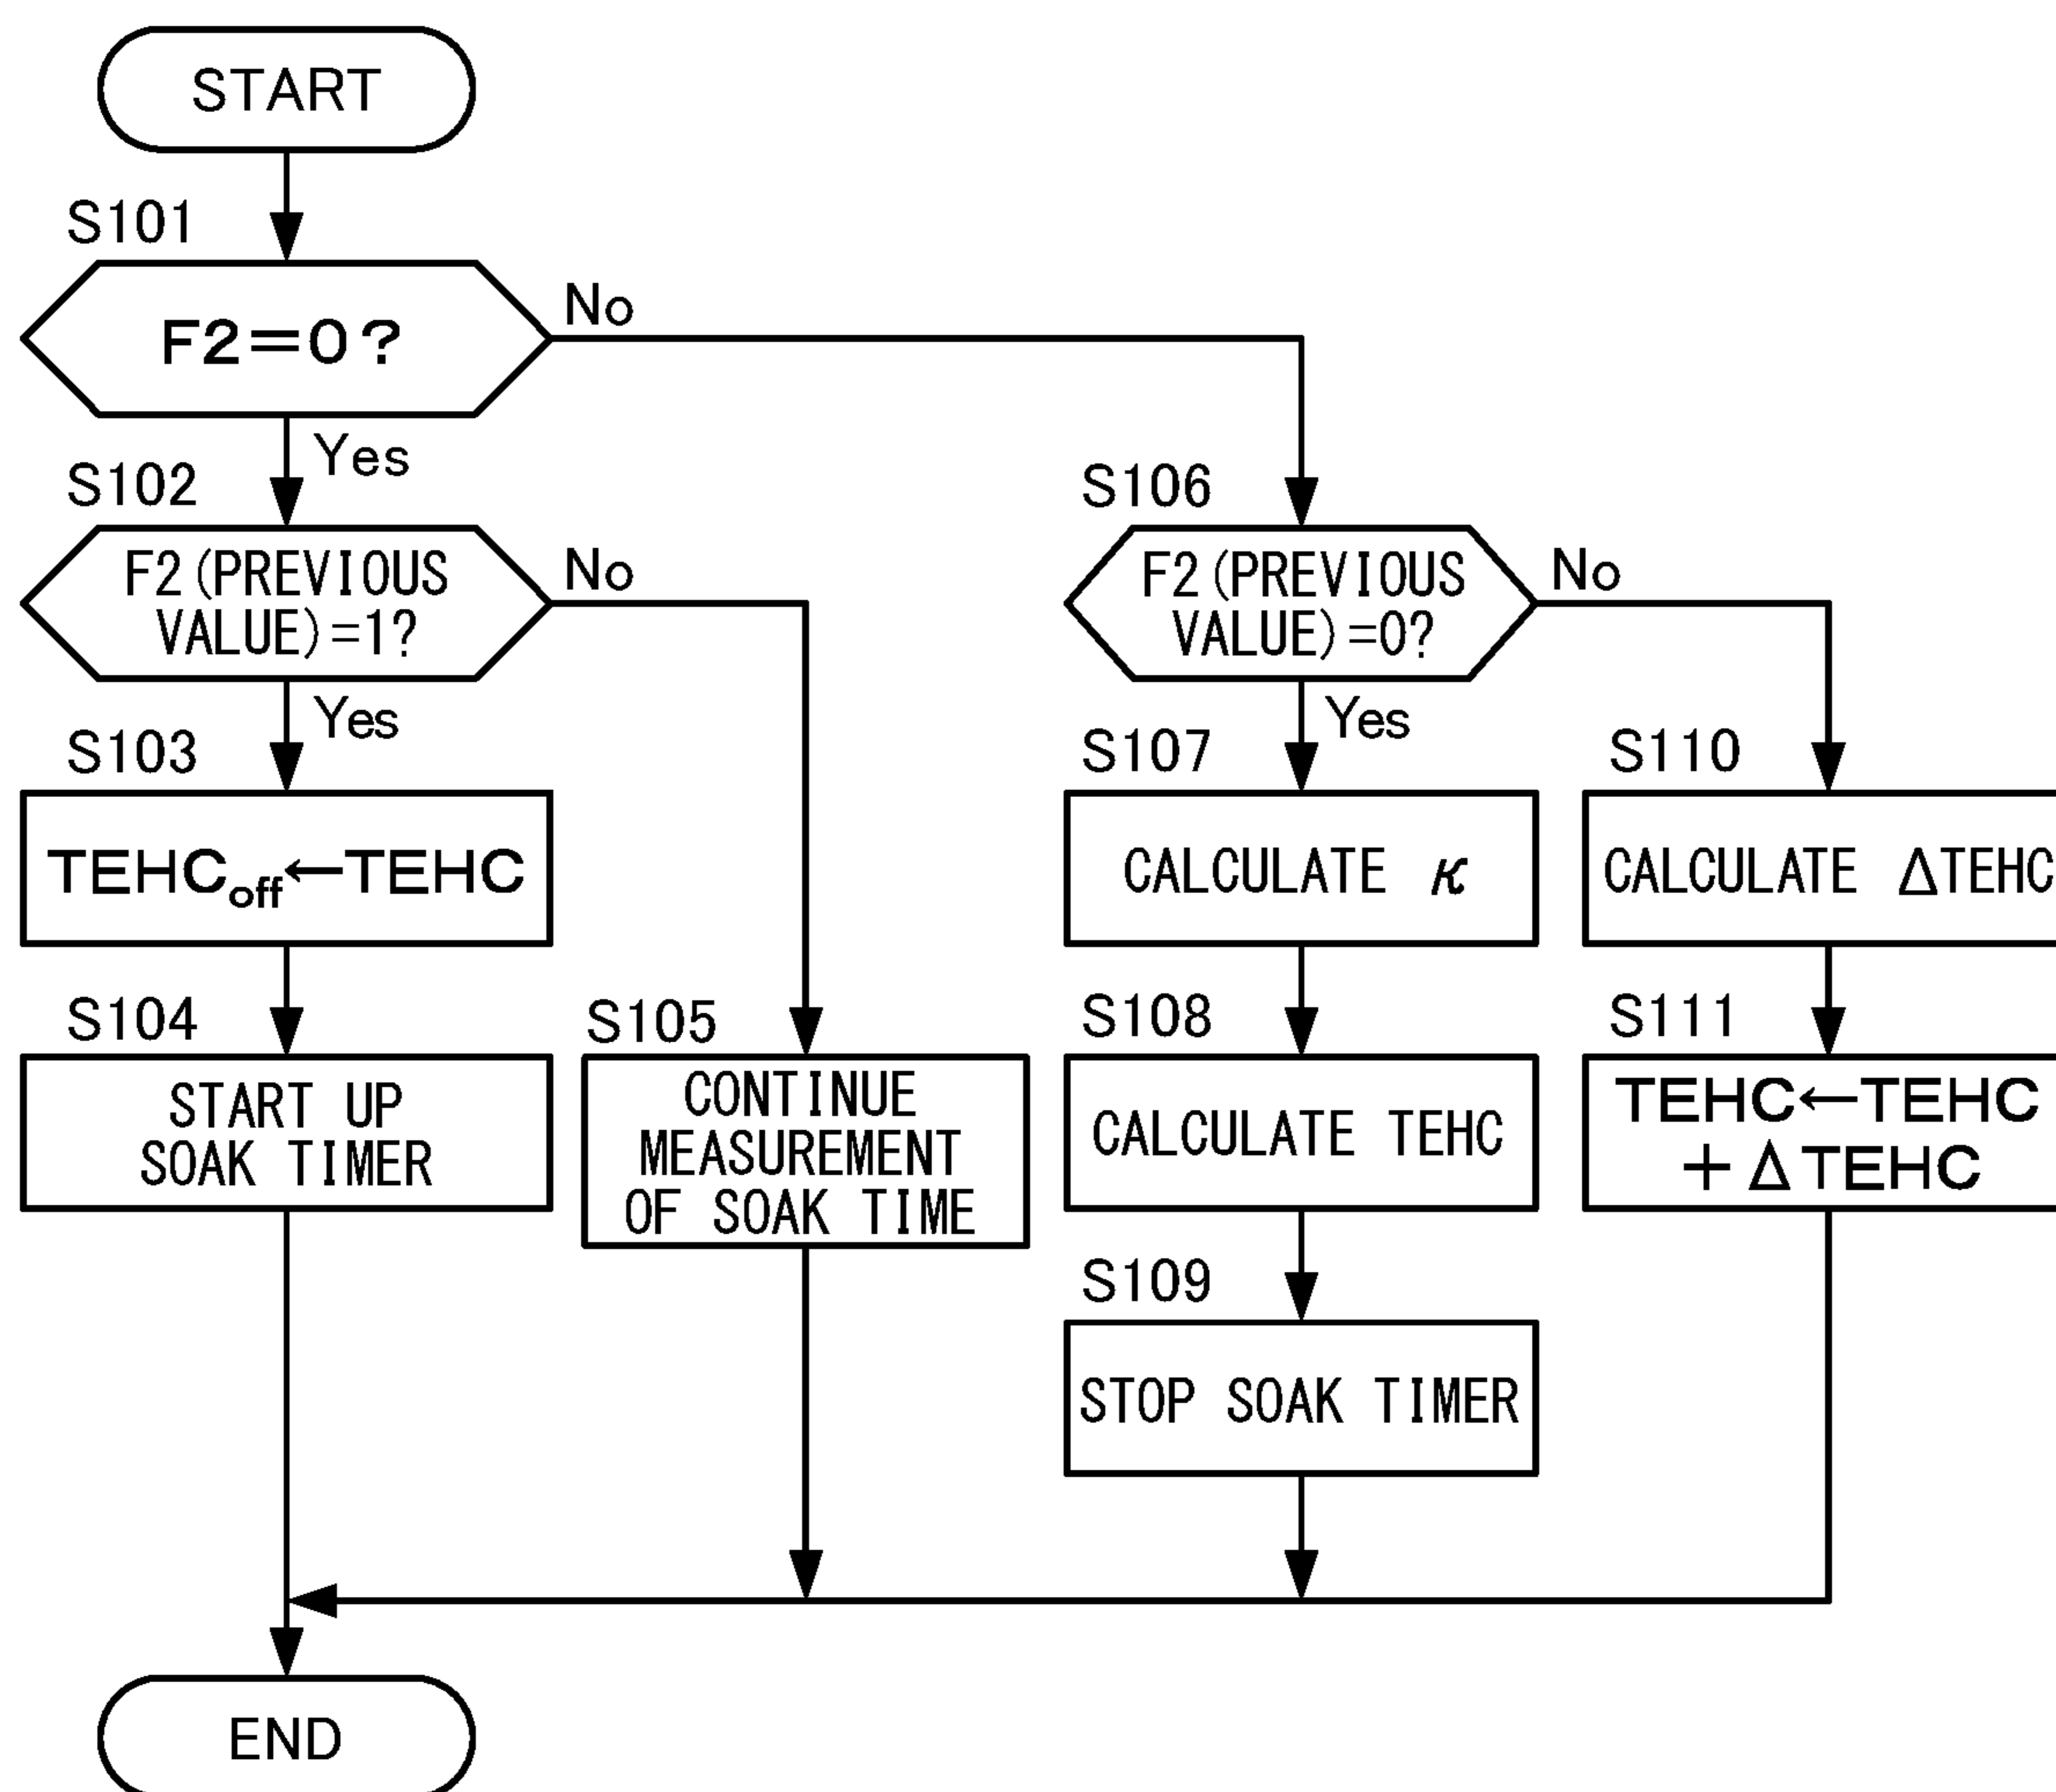 START
S101
F2=0?
No
Yes
S102
F2(PREVIOUS
VALUE)=1?
No
Yes
S103
TEHCoff←TEHC
S104
START UP
SOAK TIMER
S105
CONTINUE
MEASUREMENT
OF SOAK TIME
S106
F2(PREVIOUS
VALUE)=0?
No
Yes
S107
CALCULATE κ
S108
CALCULATE TEHC
S109
STOP SOAK TIMER
S110
CALCULATE ΔTEHC
S111
TEHC←TEHC
+ΔTEHC
END